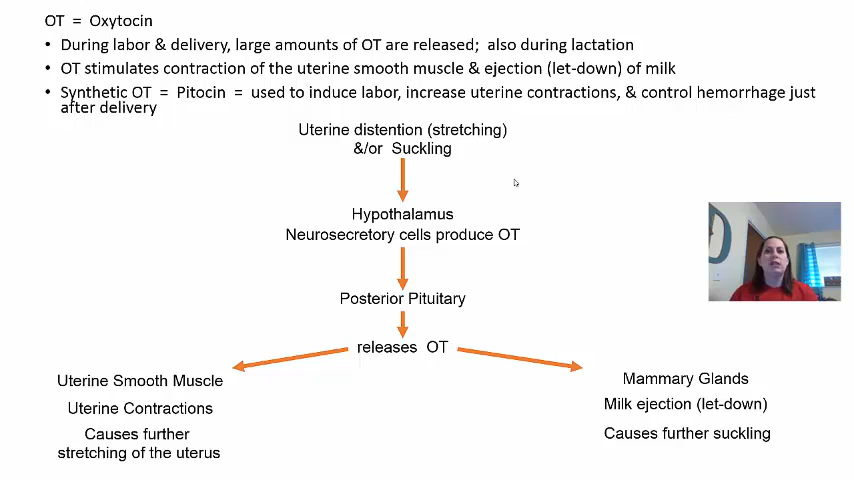 OT = Oxytocin
• During labor & delivery, large amounts of OT are released; also during lactation
• OT stimulates contraction of the uterine smooth muscle & ejection (let-down) of milk
• Synthetic OT = Pitocin = used to induce labor, increase uterine contractions, & control hemorrhage just
after delivery
Uterine distention (stretching)
&/or Suckling
Hypothalamus
Neurosecretory cells produce OT
Posterior Pituitary
releases OT
Uterine Smooth Muscle
Uterine Contractions
Causes further
stretching of the uterus
Mammary Glands
Milk ejection (let-down)
Causes further suckling